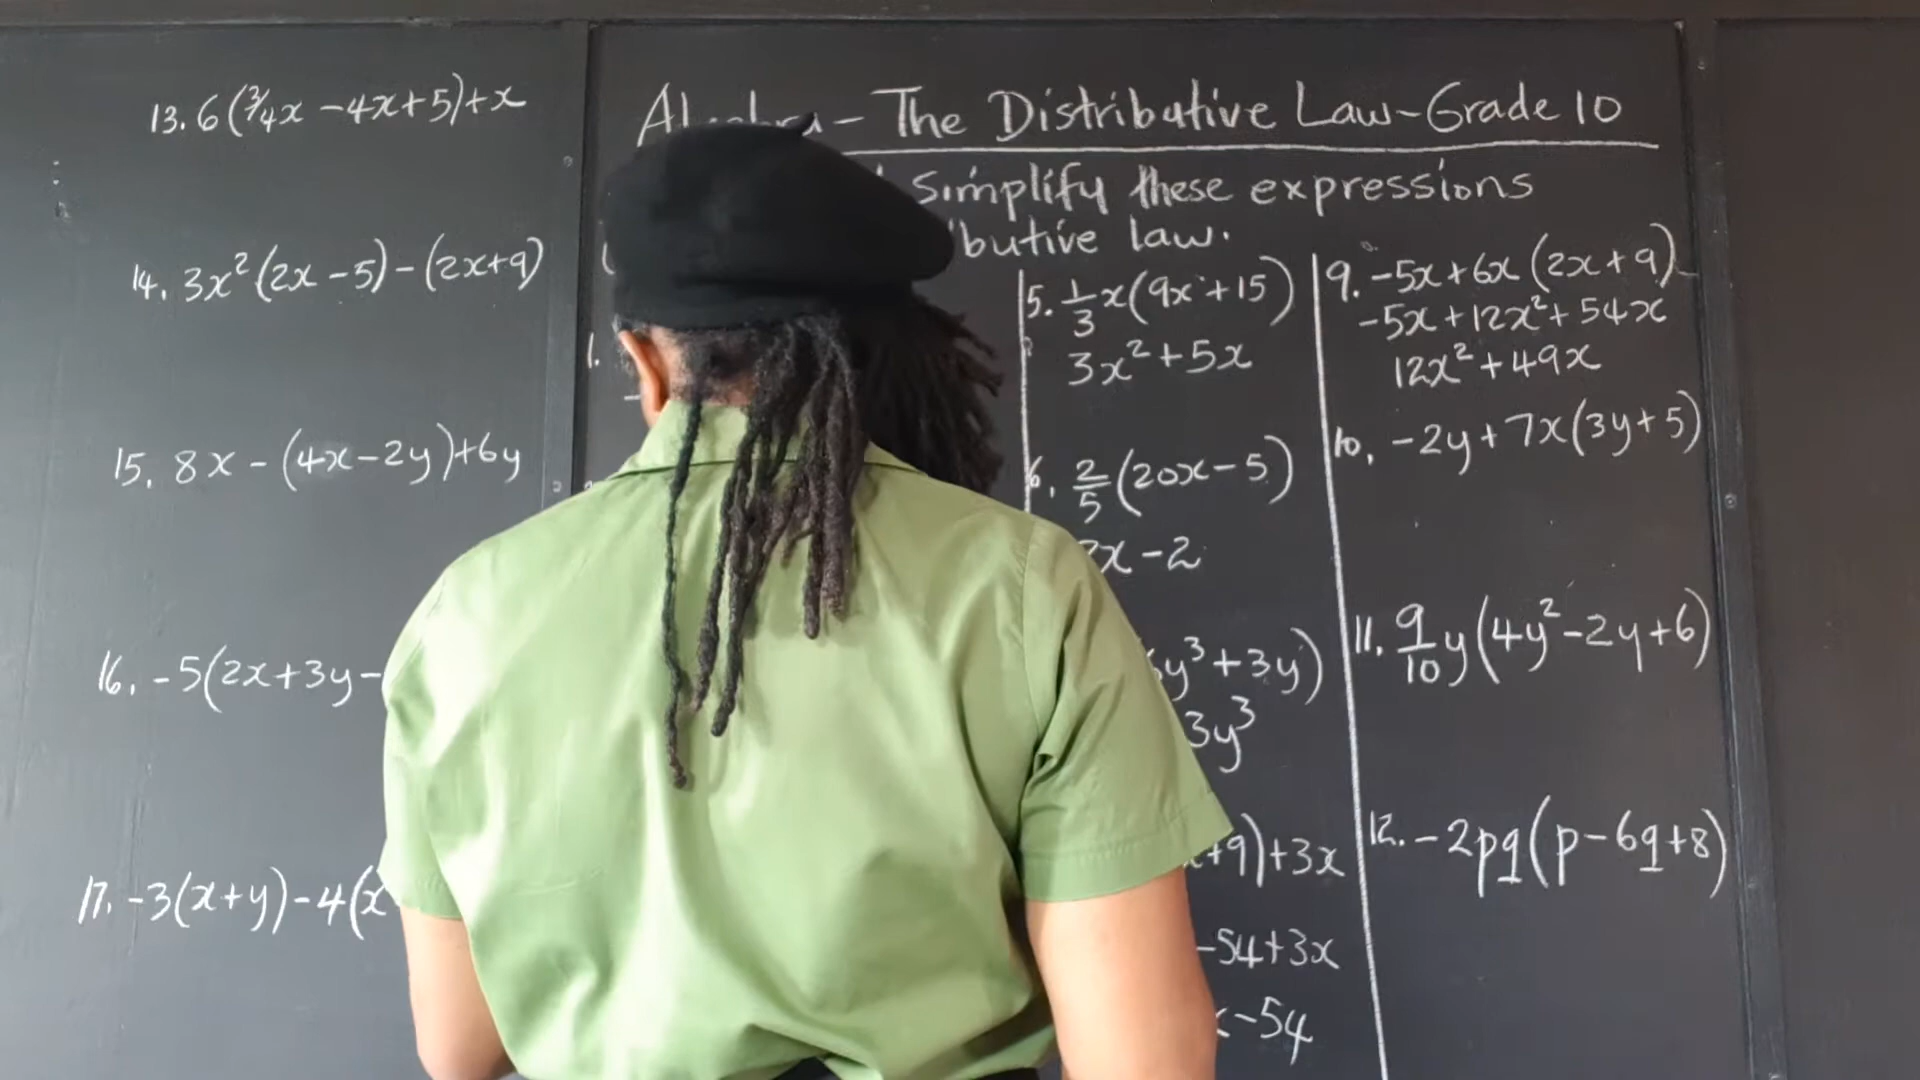 13. 6(3/4x - 4x + 5) + x
14. 3x²(2x - 5) - (2x + 9)
15. 8x - (4x - 2y) + 6y
16. -5(2x + 3y -
17. -3(x + y) - 4(x
- The Distributive Law - Grade 10
simplify these expressions
law.
1.
5. 1/3 x(9x + 15)
3x² + 5x
6. 2/5 (20x - 5)
x - 2
y³ + 3y)
3y³
+ 9) + 3x
- 54 + 3x
- 54
9. -5x + 6x(2x + 9)
-5x + 12x² + 54x
12x² + 49x
10. -2y + 7x(3y + 5)
11. 9/10 y(4y² - 2y + 6)
12. -2pq(p - 6q + 8)